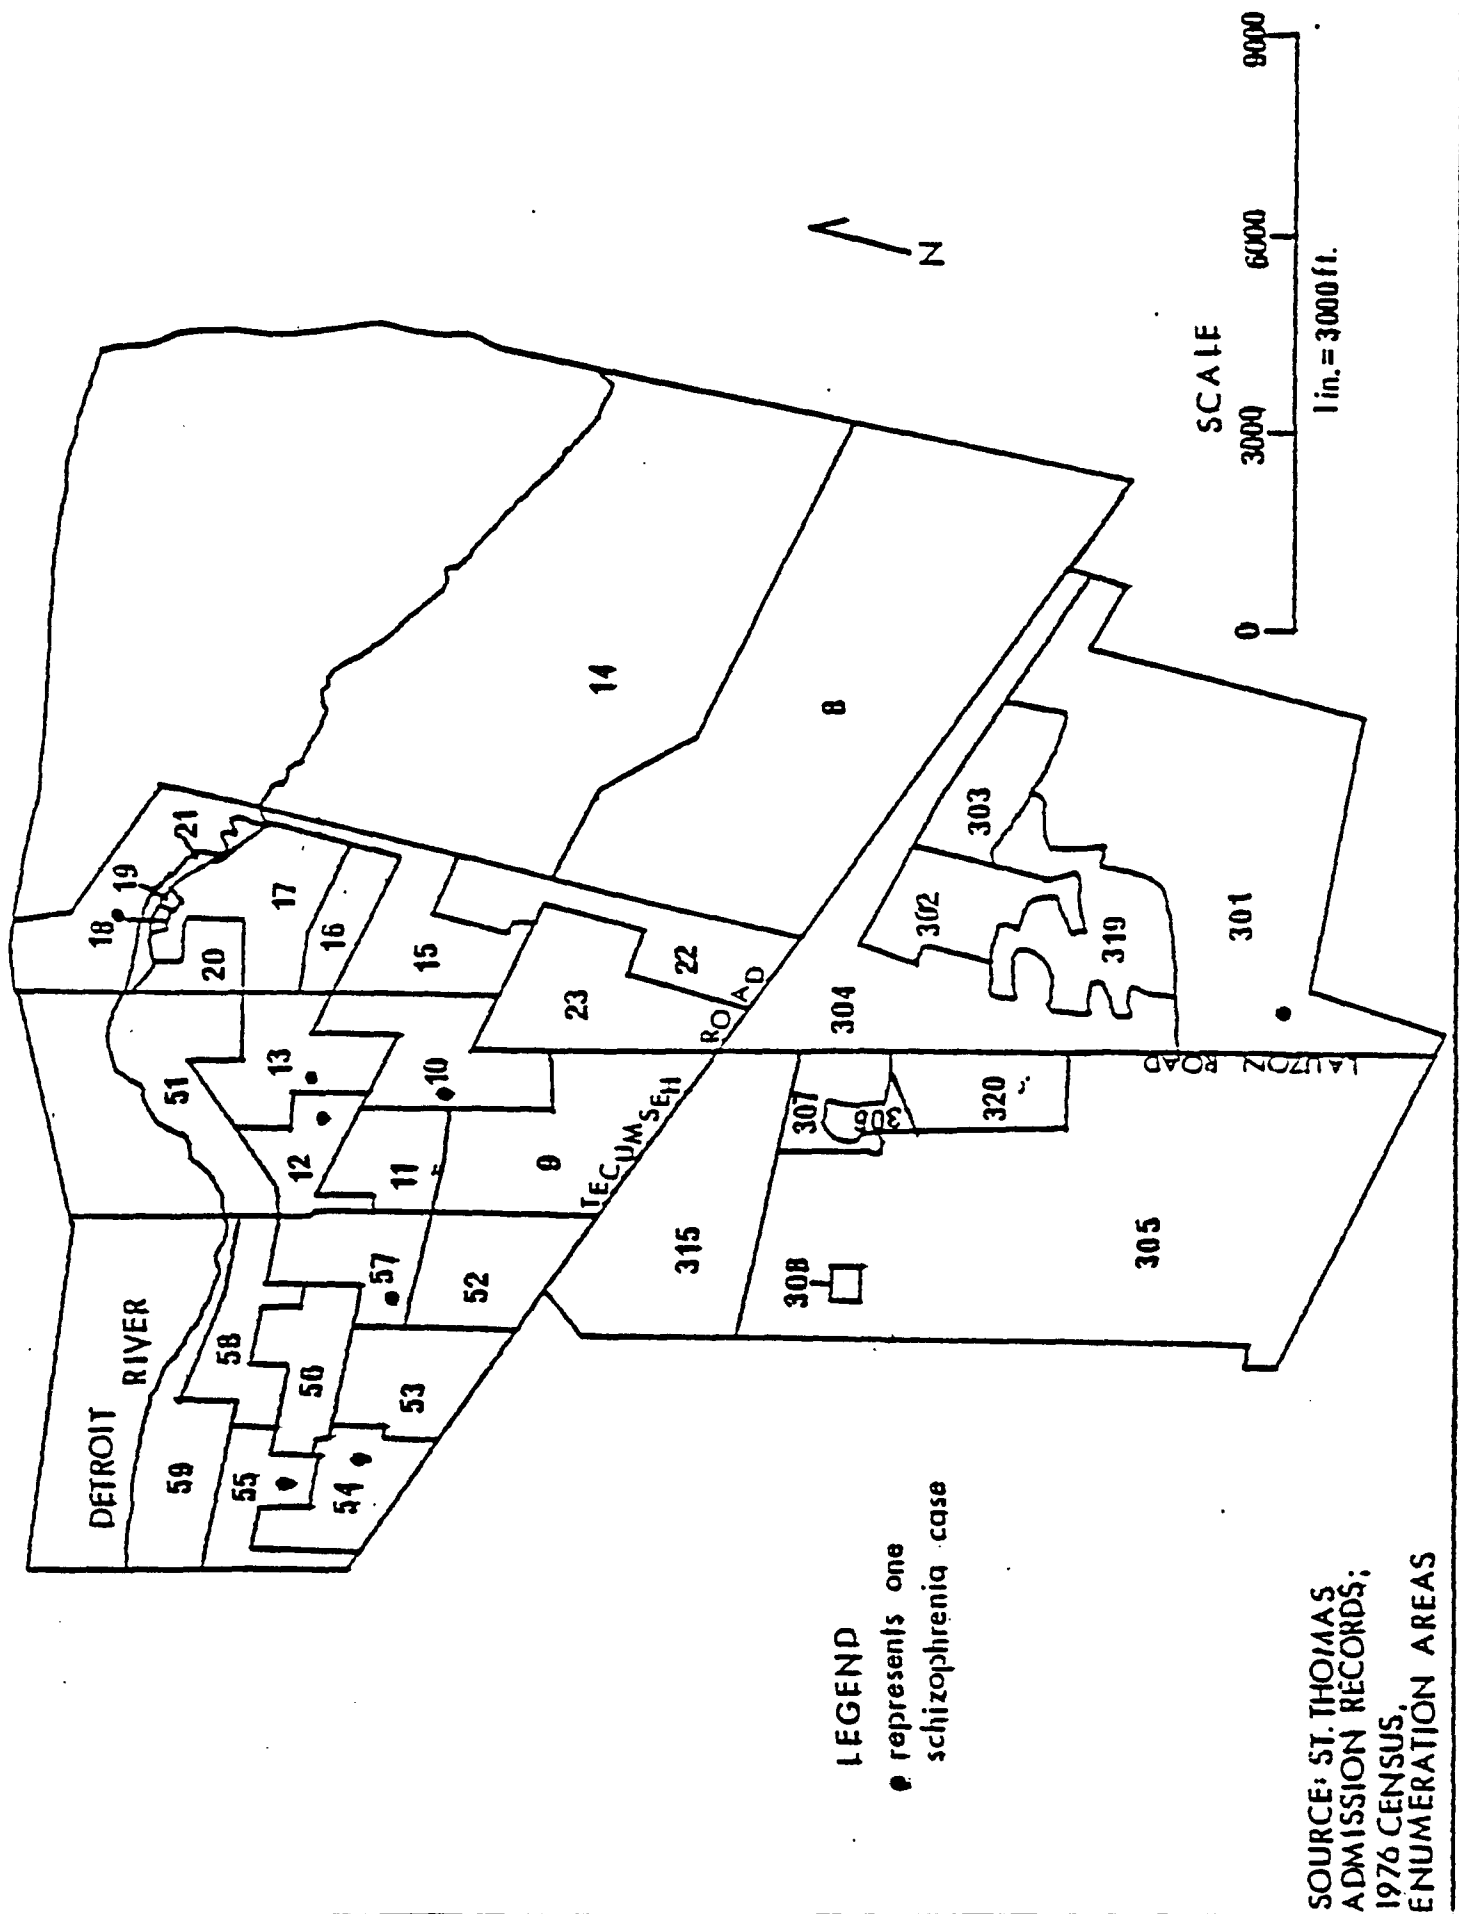 DETROIT
RIVER
59
58
55
56
54
53
57
52
51
12
13
11
10
9
18
19
21
20
17
16
15
14
23
22
8
TECUMSEH ROAD
315
308
305
307
306
320
304
302
303
319
301
LAUZON ROAD
N
SCALE
0 3000 6000 9000
1 in. = 3000 ft.
LEGEND
represents one
schizophrenia case
SOURCE: ST. THOMAS
ADMISSION RECORDS;
1976 CENSUS,
ENUMERATION AREAS